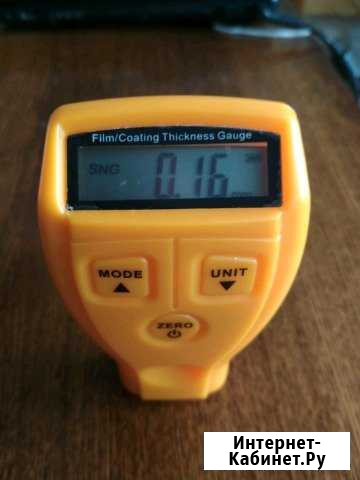 Film/Coating Thickness Gauge
SNG 0.16
MODE
UNIT
ZERO
Интернет-
Кабинет.Ру